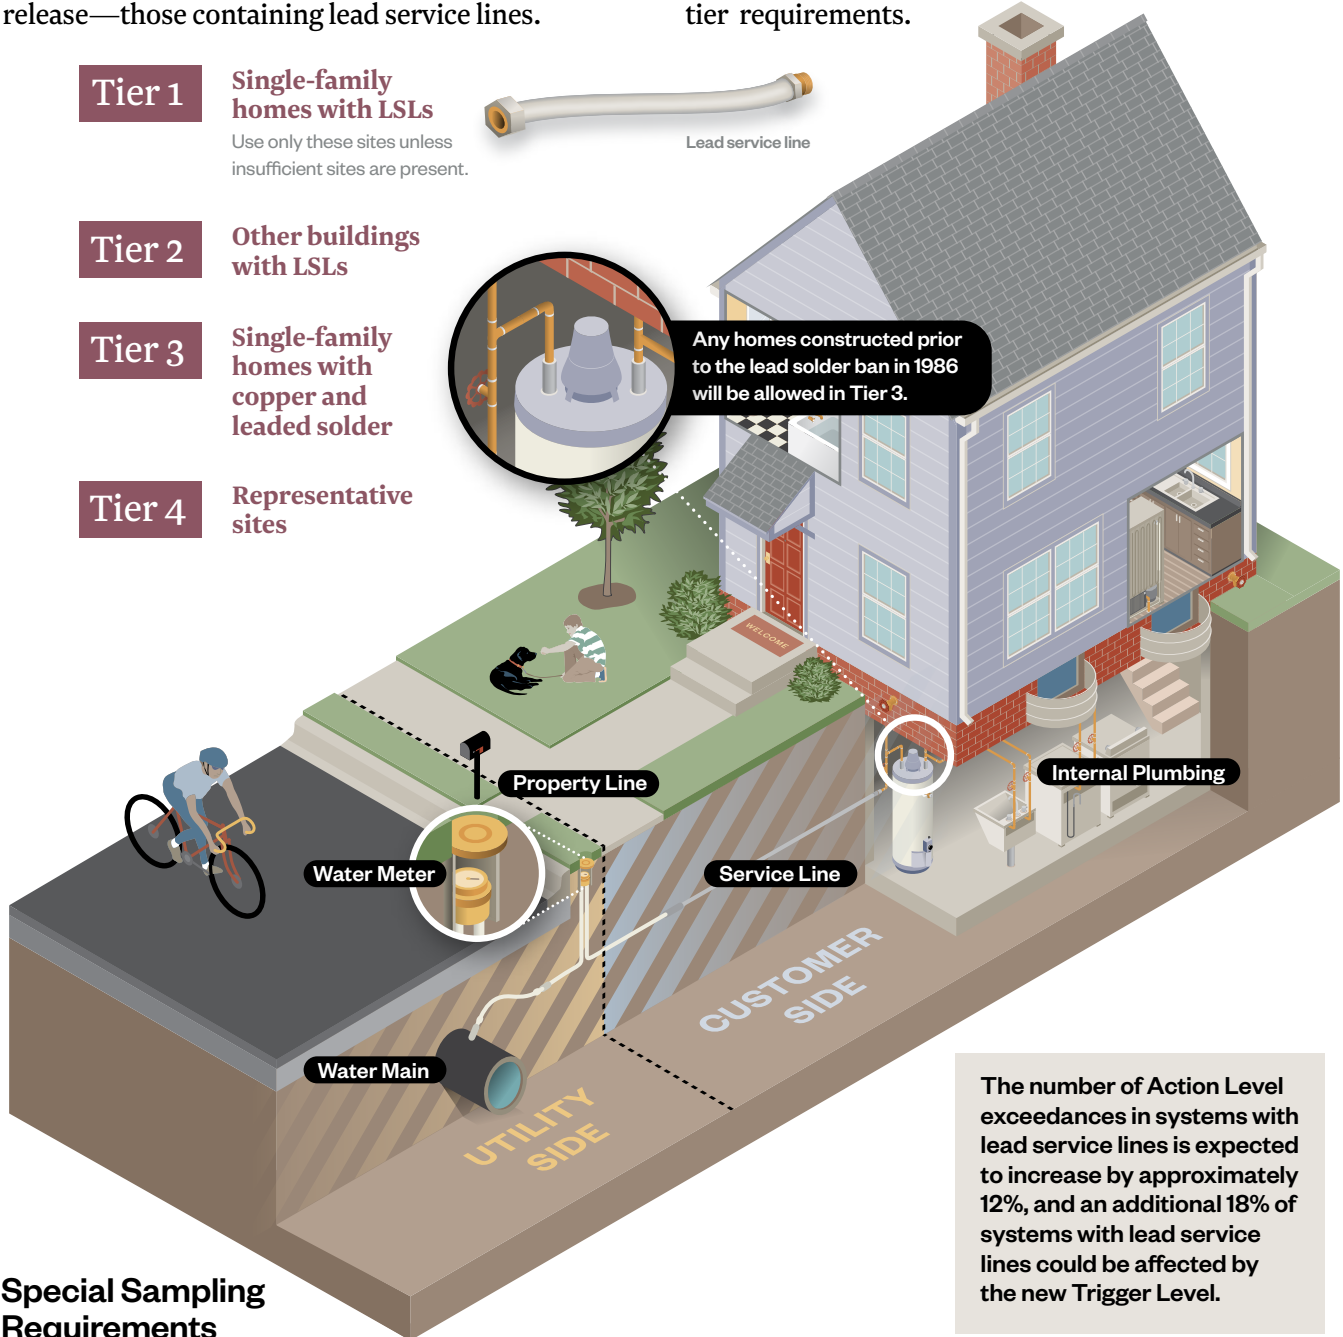 release—those containing lead service lines.
tier requirements.
Tier 1
Single-family
homes with LSLs
Use only these sites unless
insufficient sites are present.
Lead service line
Tier 2
Other buildings
with LSLs
Tier 3
Single-family
homes with
copper and
leaded solder
Any homes constructed prior
to the lead solder ban in 1986
will be allowed in Tier 3.
Tier 4
Representative
sites
WELCOME
Property Line
Internal Plumbing
Water Meter
Service Line
CUSTOMER
SIDE
Water Main
UTILITY
SIDE
The number of Action Level
exceedances in systems with
lead service lines is expected
to increase by approximately
12%, and an additional 18% of
systems with lead service
lines could be affected by
the new Trigger Level.
Special Sampling
Requirements